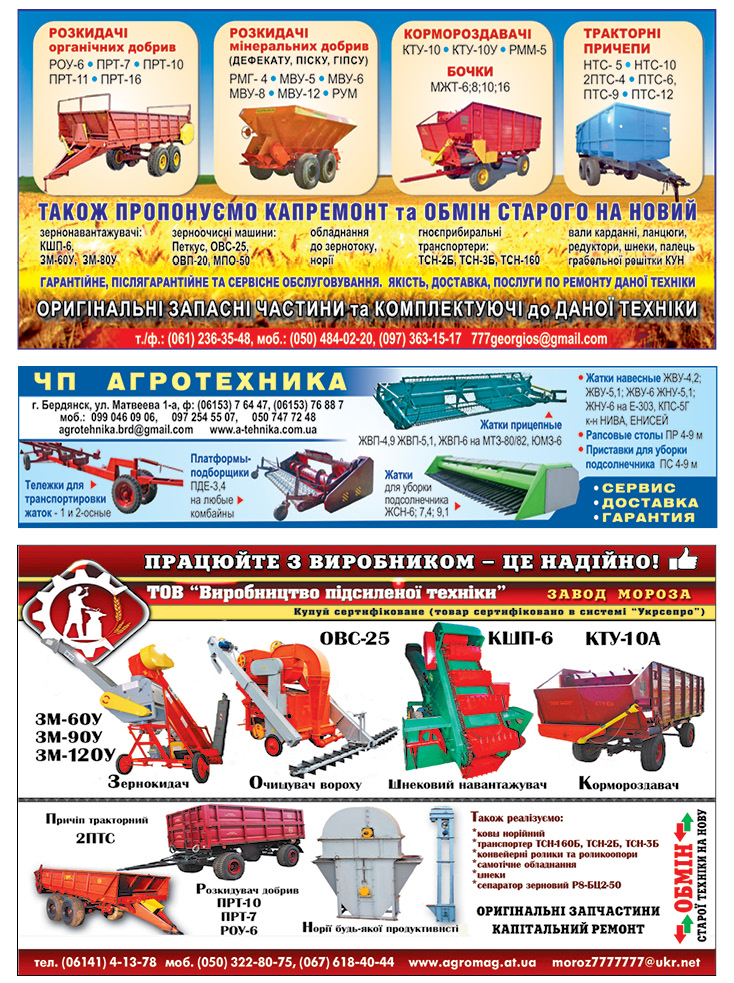 РОЗКИДАЧІ
органічних добрив
РОУ-6 • ПРТ-7 • ПРТ-10
ПРТ-11 • ПРТ-16
РОЗКИДАЧІ
мінеральних добрив
(ДЕФЕКАТУ, ПІСКУ, ГІПСУ)
РМГ- 4 • МВУ-5 • МВУ-6
МВУ-8 • МВУ-12 • РУМ
КОРМОРОЗДАВАЧІ
КТУ-10 • КТУ-10У • РММ-5
БОЧКИ
МЖТ-6;8;10;16
ТРАКТОРНІ
ПРИЧЕПИ
НТС- 5 • НТС-10
2ПТС-4 • ПТС-6,
ПТС-9 • ПТС-12
ТАКОЖ ПРОПОНУЄМО КАПРЕМОНТ та ОБМІН СТАРОГО НА НОВИЙ
зернонавантажувачі:
КШП-6,
ЗМ-60У, ЗМ-80У
зерноочисні машини:
Петкус, ОВС-25,
ОВП-20, МПО-50
обладнання
до зернотоку,
норії
гноєприбиральні
транспортери:
ТСН-2Б, ТСН-3Б, ТСН-160
вали карданні, ланцюги,
редуктори, шнеки, палець
грабельної решітки КУН
ГАРАНТІЙНЕ, ПІСЛЯГАРАНТІЙНЕ ТА СЕРВІСНЕ ОБСЛУГОВУВАННЯ. ЯКІСТЬ, ДОСТАВКА, ПОСЛУГИ ПО РЕМОНТУ ДАНОЇ ТЕХНІКИ
ОРИГІНАЛЬНІ ЗАПАСНІ ЧАСТИНИ та КОМПЛЕКТУЮЧІ до ДАНОЇ ТЕХНІКИ
т./ф.: (061) 236-35-48, моб.: (050) 484-02-20, (097) 363-15-17 777georgios@gmail.com
ЧП АГРОТЕХНИКА
г. Бердянск, ул. Матвеева 1-а, ф: (06153) 7 64 47, (06153) 76 88 7
моб.: 099 046 09 06, 097 254 55 07, 050 747 72 48
agrotehnika.brd@gmail.com www.a-tehnika.com.ua
Тележки для
транспортировки
жаток - 1 и 2-осные
Платформы-
подборщики
ПДЕ-3,4
на любые
комбайны
Жатки прицепные
ЖВП-4,9 ЖВП-5,1, ЖВП-6 на МТЗ-80/82, ЮМЗ-6
Жатки
для уборки
подсолнечника
ЖСН-6; 7,4; 9,1
• Жатки навесные ЖВУ-4,2;
ЖВУ-5,1; ЖВУ-6 ЖНУ-5,1;
ЖНУ-6 на Е-303, КПС-5Г
к-н НИВА, ЕНИСЕЙ
• Рапсовые столы ПР 4-9 м
• Приставки для уборки
подсолнечника ПС 4-9 м
• СЕРВИС
• ДОСТАВКА
• ГАРАНТИЯ
ПРАЦЮЙТЕ З ВИРОБНИКОМ – ЦЕ НАДІЙНО!
ТОВ "Виробництво підсиленої техніки" ЗАВОД МОРОЗА
Купуй сертифіковане (товар сертифіковано в системі "Укрсепро")
ЗМ-60У
ЗМ-90У
ЗМ-120У
Зернокидач
ОВС-25
Очищувач вороху
КШП-6
Шнековий навантажувач
КТУ-10А
Кормороздавач
Причіп тракторний
2ПТС
Розкидувач добрив
ПРТ-10
ПРТ-7
РОУ-6
Норії будь-якої продуктивністі
Також реалізуємо:
*ковш норійний
*транспортер ТСН-160Б, ТСН-2Б, ТСН-3Б
*конвейерні ролики та роликоопори
*самотічне обладнання
*шнеки
*сепаратор зерновий Р8-БЦ2-50
ОРИГІНАЛЬНІ ЗАПЧАСТИНИ
КАПІТАЛЬНИЙ РЕМОНТ
ОБМІН
СТАРОЇ ТЕХНІКИ НА НОВУ
тел. (06141) 4-13-78 моб. (050) 322-80-75, (067) 618-40-44 www.agromag.at.ua moroz7777777@ukr.net